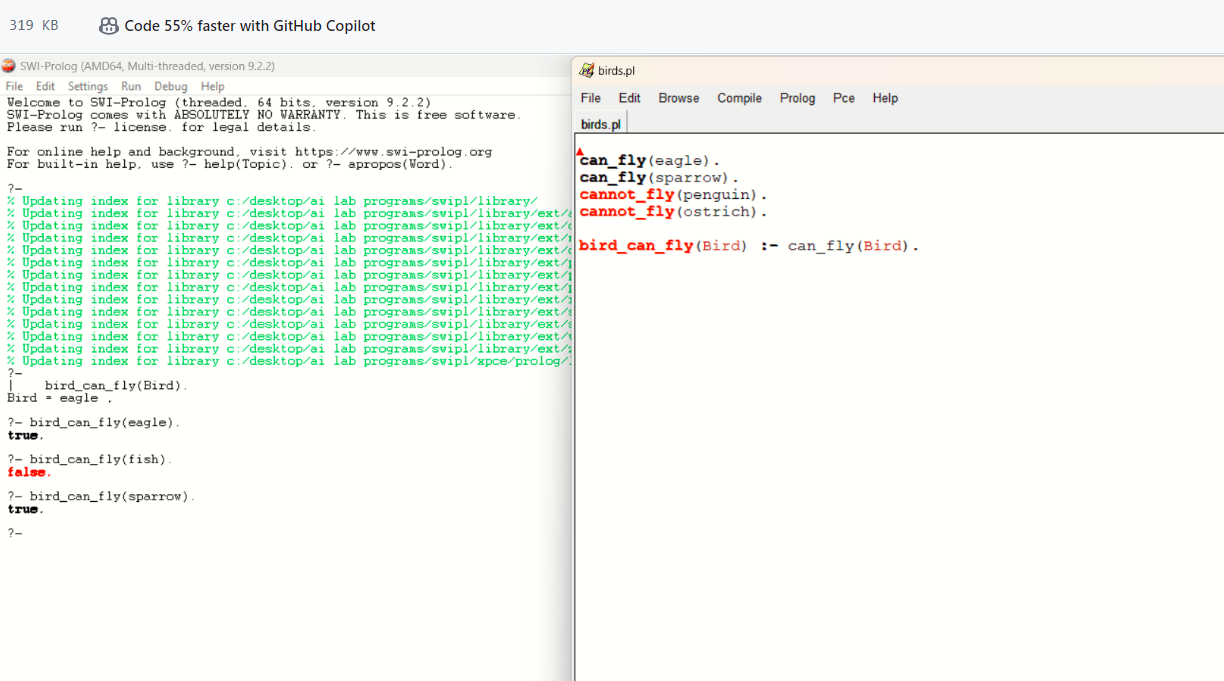 319 KB
Code 55% faster with GitHub Copilot
SWI-Prolog (AMD64, Multi-threaded, version 9.2.2)
File Edit Settings Run Debug Help
Welcome to SWI-Prolog (threaded, 64 bits, version 9.2.2)
SWI-Prolog comes with ABSOLUTELY NO WARRANTY. This is free software.
Please run ?- license. for legal details.
For online help and background, visit https://www.swi-prolog.org
For built-in help, use ?- help(Topic). or ?- apropos(Word).
?-
% Updating index for library c:/desktop/ai lab programs/swipl/library/
% Updating index for library c:/desktop/ai lab programs/swipl/library/ext/
% Updating index for library c:/desktop/ai lab programs/swipl/library/ext/
% Updating index for library c:/desktop/ai lab programs/swipl/library/ext/
% Updating index for library c:/desktop/ai lab programs/swipl/library/ext/
% Updating index for library c:/desktop/ai lab programs/swipl/library/ext/
% Updating index for library c:/desktop/ai lab programs/swipl/library/ext/
% Updating index for library c:/desktop/ai lab programs/swipl/library/ext/
% Updating index for library c:/desktop/ai lab programs/swipl/library/ext/
% Updating index for library c:/desktop/ai lab programs/swipl/library/ext/
% Updating index for library c:/desktop/ai lab programs/swipl/library/ext/
% Updating index for library c:/desktop/ai lab programs/swipl/library/ext/
% Updating index for library c:/desktop/ai lab programs/swipl/library/ext/
% Updating index for library c:/desktop/ai lab programs/swipl/xpce/prolog/
?-
| bird_can_fly(Bird).
Bird = eagle .
?- bird_can_fly(eagle).
true.
?- bird_can_fly(fish).
false.
?- bird_can_fly(sparrow).
true.
?-
birds.pl
File Edit Browse Compile Prolog Pce Help
birds.pl
can_fly(eagle).
can_fly(sparrow).
cannot_fly(penguin).
cannot_fly(ostrich).
bird_can_fly(Bird) :- can_fly(Bird).